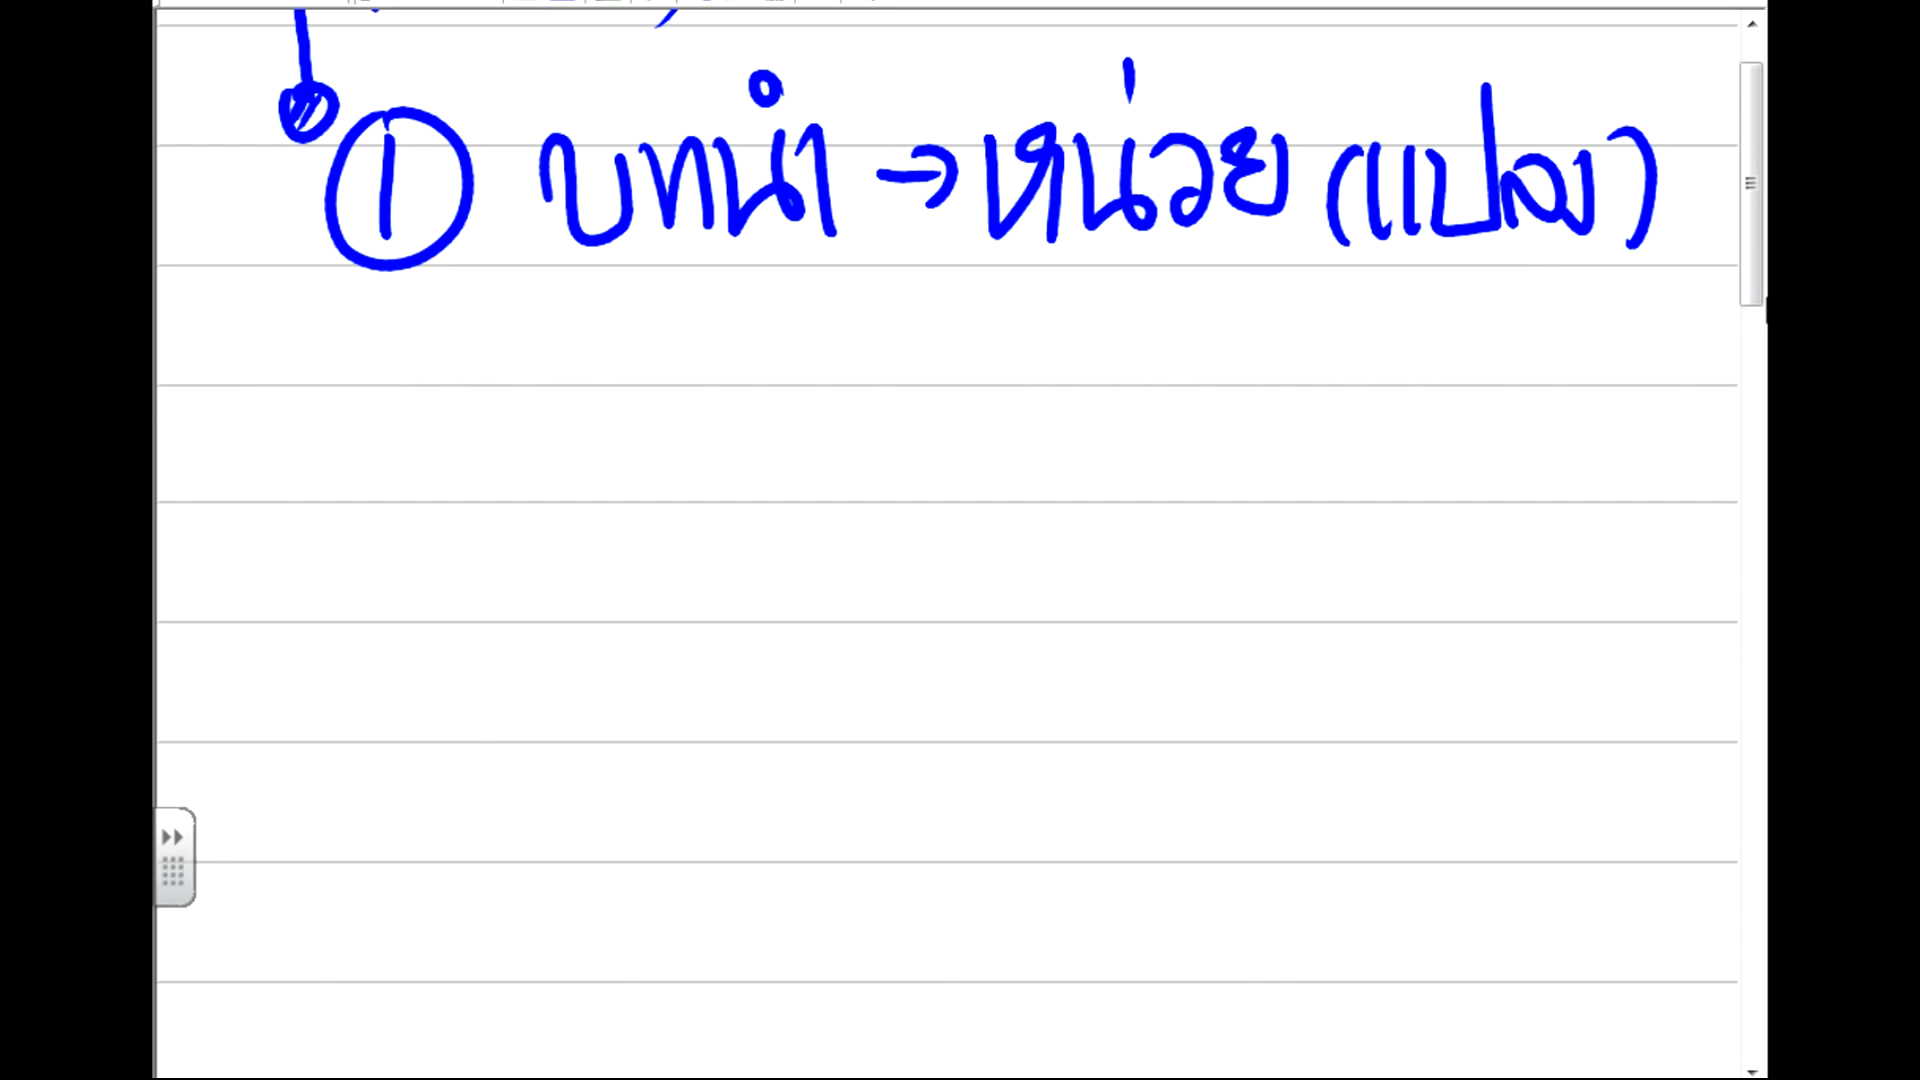 ① บทนำ → หน่วย (แปลง)